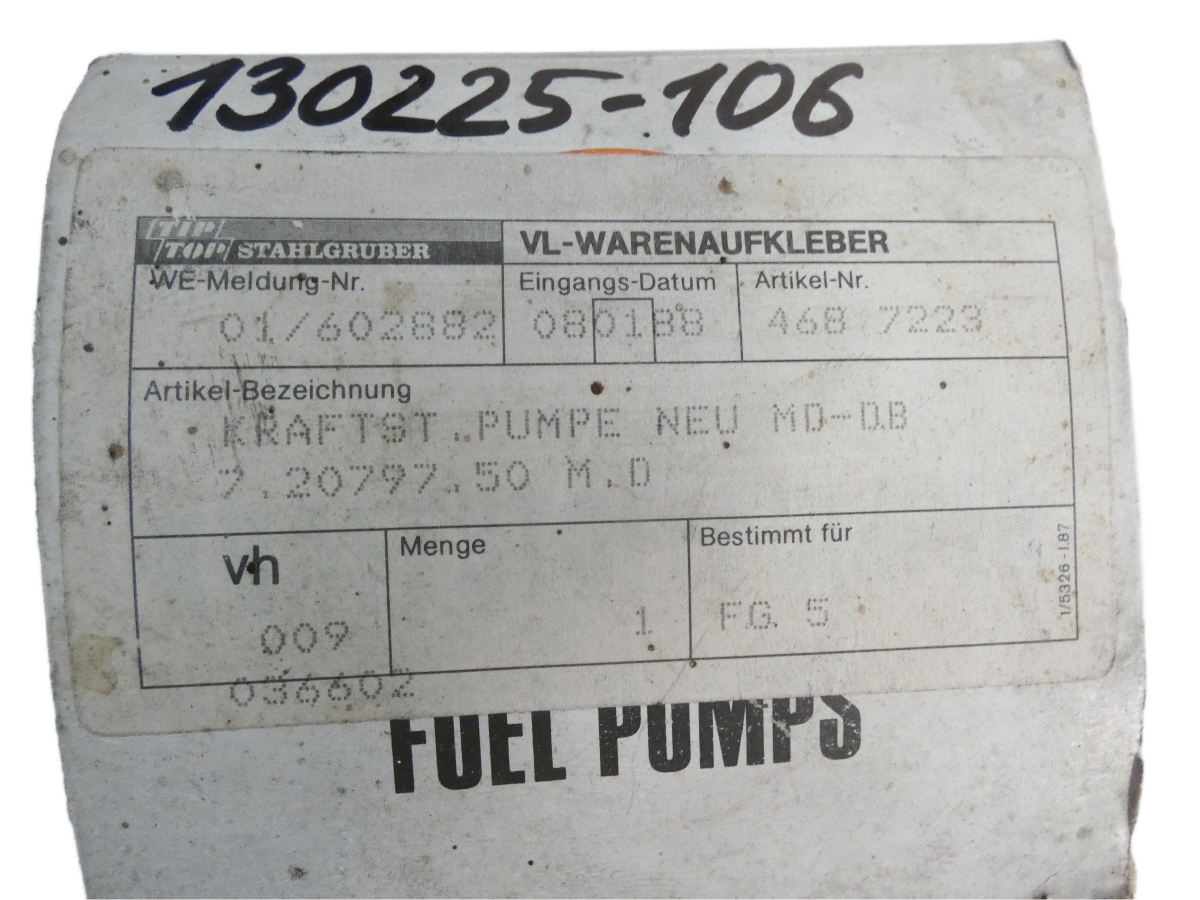 130225-106
TIP TOP STAHLGRUBER
VL-WARENAUFKLEBER
WE-Meldung-Nr.
01/602882
Eingangs-Datum
080188
Artikel-Nr.
468 7223
Artikel-Bezeichnung
KRAFTST.PUMPE NEU MD-DB
7.20797.50 M.D
vh
009
036602
Menge
1
Bestimmt für
FG. 5
1/5326 - I.87
FUEL PUMPS